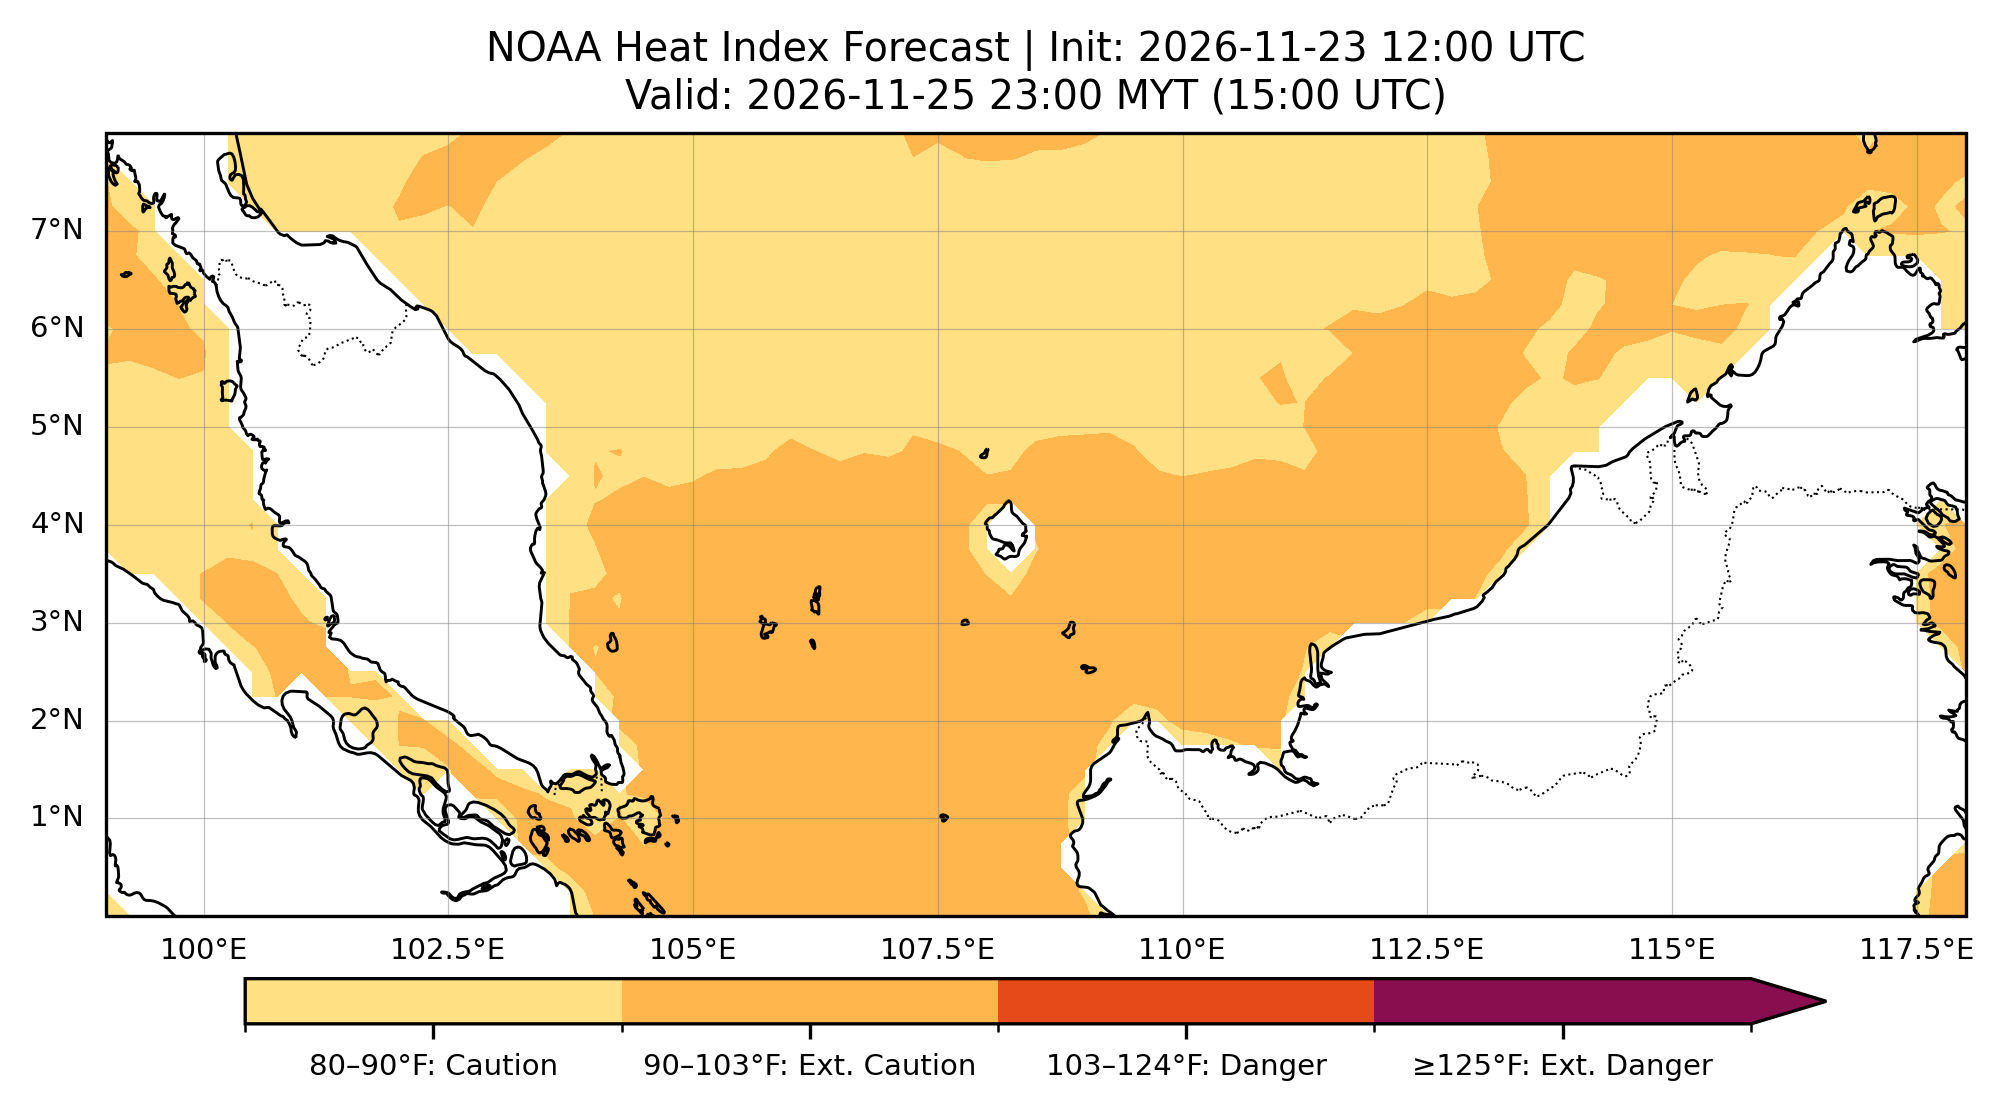 NOAA Heat Index Forecast | Init: 2026-11-23 12:00 UTC
Valid: 2026-11-25 23:00 MYT (15:00 UTC)
7°N
6°N
5°N
4°N
3°N
2°N
1°N
100°E
102.5°E
105°E
107.5°E
110°E
112.5°E
115°E
117.5°E
80–90°F: Caution
90–103°F: Ext. Caution
103–124°F: Danger
≥125°F: Ext. Danger